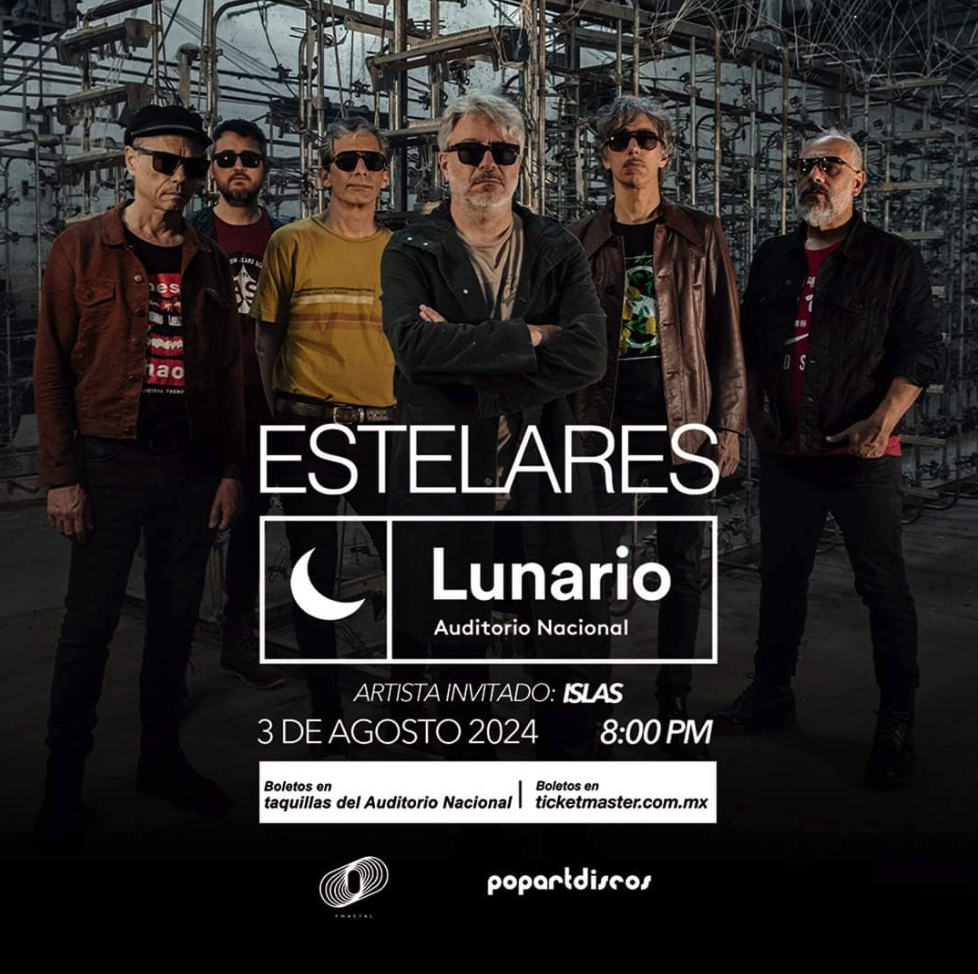 ESTELARES
Lunario
Auditorio Nacional
ARTISTA INVITADO: ISLAS
3 DE AGOSTO 2024 8:00 PM
Boletos en
taquillas del Auditorio Nacional
Boletos en
ticketmaster.com.mx
popartdiscos
FRACTAL